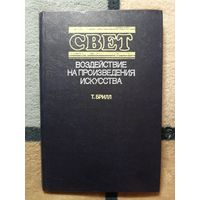 СВЕТ
ВОЗДЕЙСТВИЕ
НА ПРОИЗВЕДЕНИЯ
ИСКУССТВА
Т. БРИЛЛ